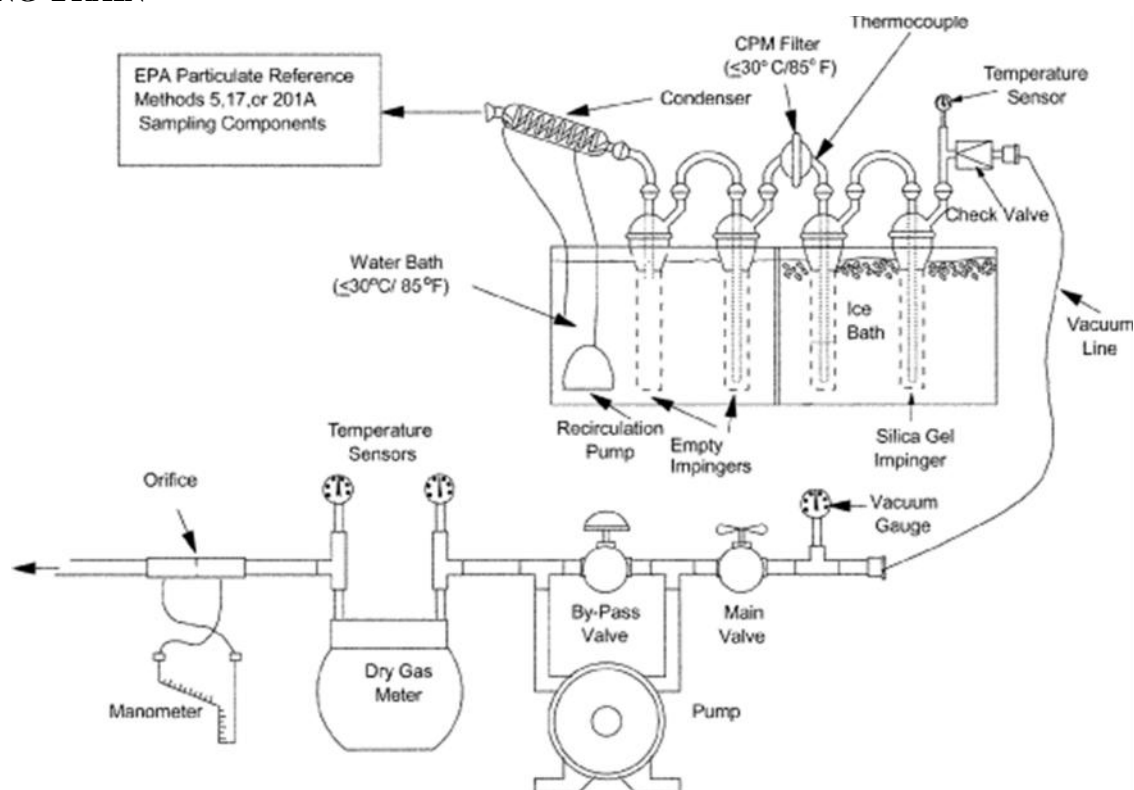 Thermocouple
CPM Filter
(≤30° C/85° F)
EPA Particulate Reference
Methods 5,17,or 201A
Sampling Components
Condenser
Temperature
Sensor
Check Valve
Water Bath
(≤30°C/ 85°F)
Ice
Bath
Vacuum
Line
Recirculation
Pump
Empty
Impingers
Silica Gel
Impinger
Temperature
Sensors
Orifice
Vacuum
Gauge
By-Pass
Valve
Main
Valve
Dry Gas
Meter
Manometer
Pump